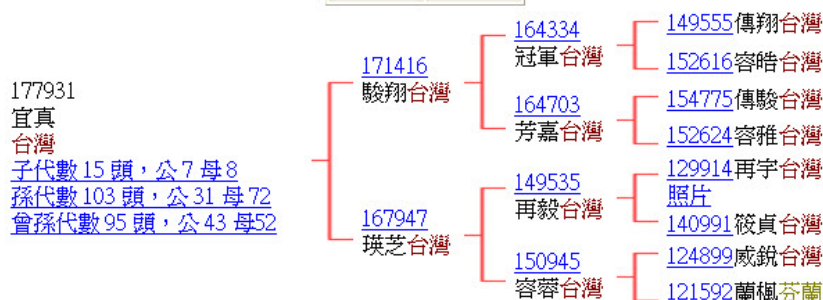 177931
宜真
台灣
子代數 15 頭，公 7 母 8
孫代數 103 頭，公 31 母 72
曾孫代數 95 頭，公 43 母52
171416
駿翔台灣
167947
瑛芝台灣
164334
冠軍台灣
164703
芳嘉台灣
149535
再毅台灣
150945
容蓉台灣
149555傳翔台灣
152616容皓台灣
154775傳駿台灣
152624容雅台灣
129914再宇台灣
照片
140991筱貞台灣
124899威銳台灣
121592蘭楓芬蘭